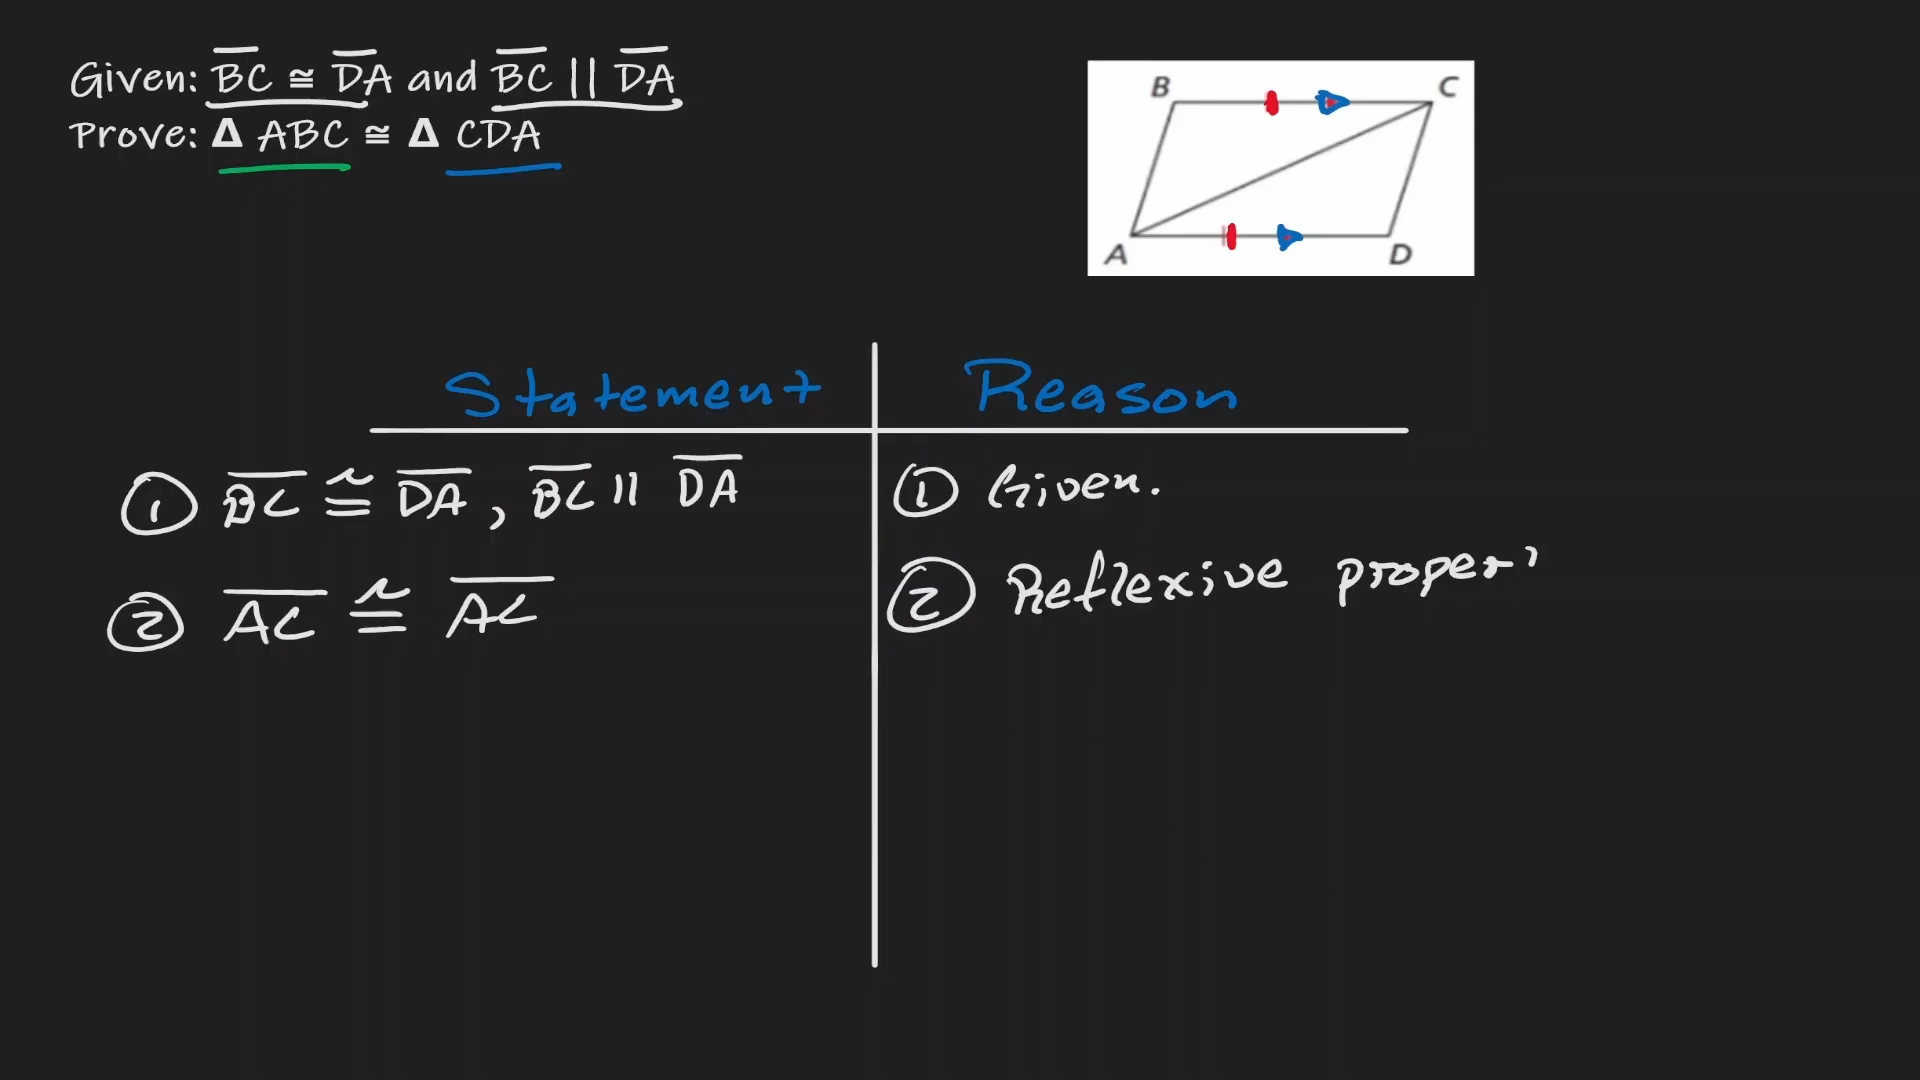 Given: BC ≅ DA and BC || DA
Prove: Δ ABC ≅ Δ CDA
B C
A D
Statement Reason
① BC ≅ DA, BC || DA ① Given.
② AC ≅ AC ② Reflexive proper